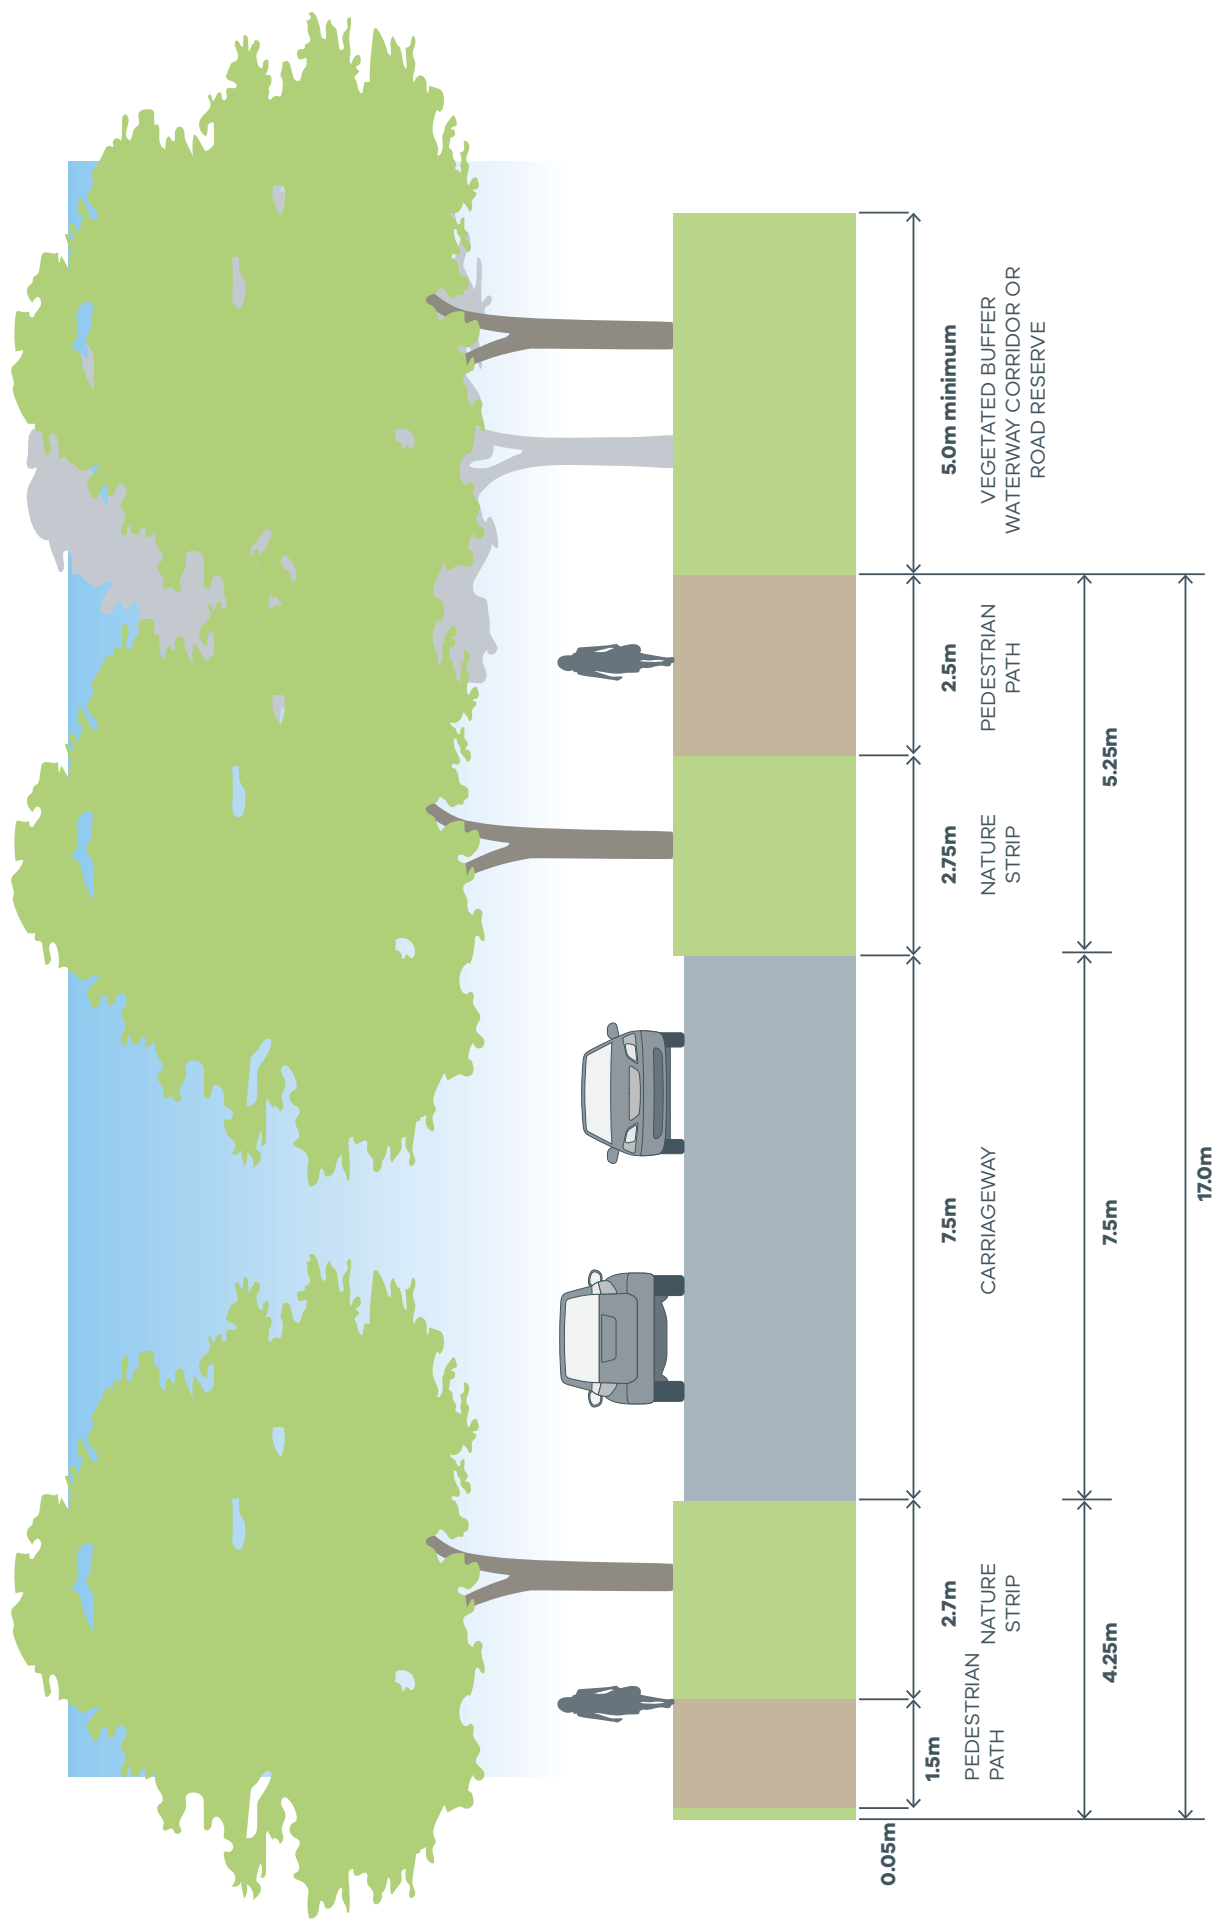 0.05m
1.5m
PEDESTRIAN
PATH
2.7m
NATURE
STRIP
7.5m
CARRIAGEWAY
2.75m
NATURE
STRIP
2.5m
PEDESTRIAN
PATH
5.0m minimum
VEGETATED BUFFER
WATERWAY CORRIDOR OR
ROAD RESERVE
4.25m
7.5m
5.25m
17.0m